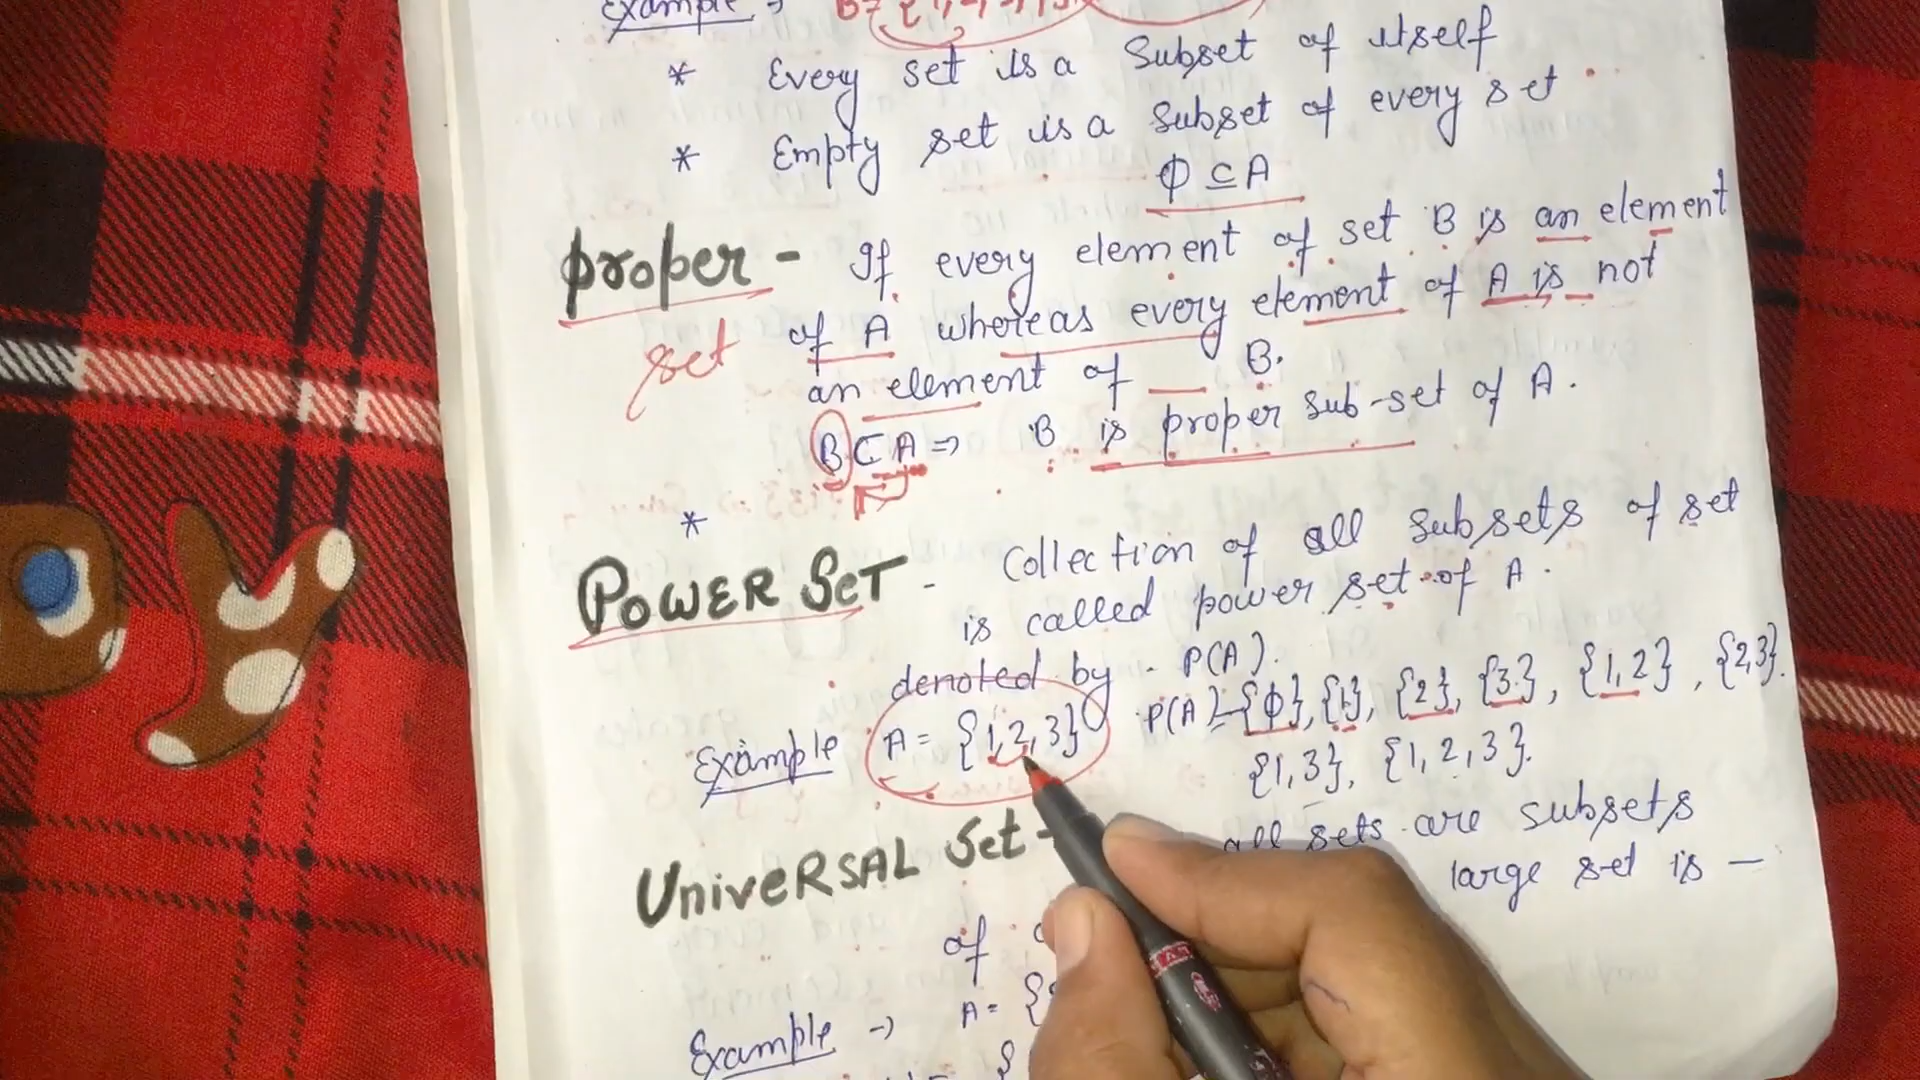 Example →
* Every set is a Subset of itself
* Empty set is a Subset of every set
Φ ⊆ A
Proper - If every element of set B is an element
set of A whereas every element of A is not
an element of B.
B ⊂ A => B is proper sub-set of A.
*
POWER SET - Collection of all subsets of set
is called power set of A.
denoted by - P(A).
Example A = {1,2,3} P(A) = {Φ}, {1}, {2}, {3}, {1,2}, {2,3}.
{1,3}, {1,2,3}.
UniveRSAL Set - all sets are subsets
of large set is —
Example → A = {